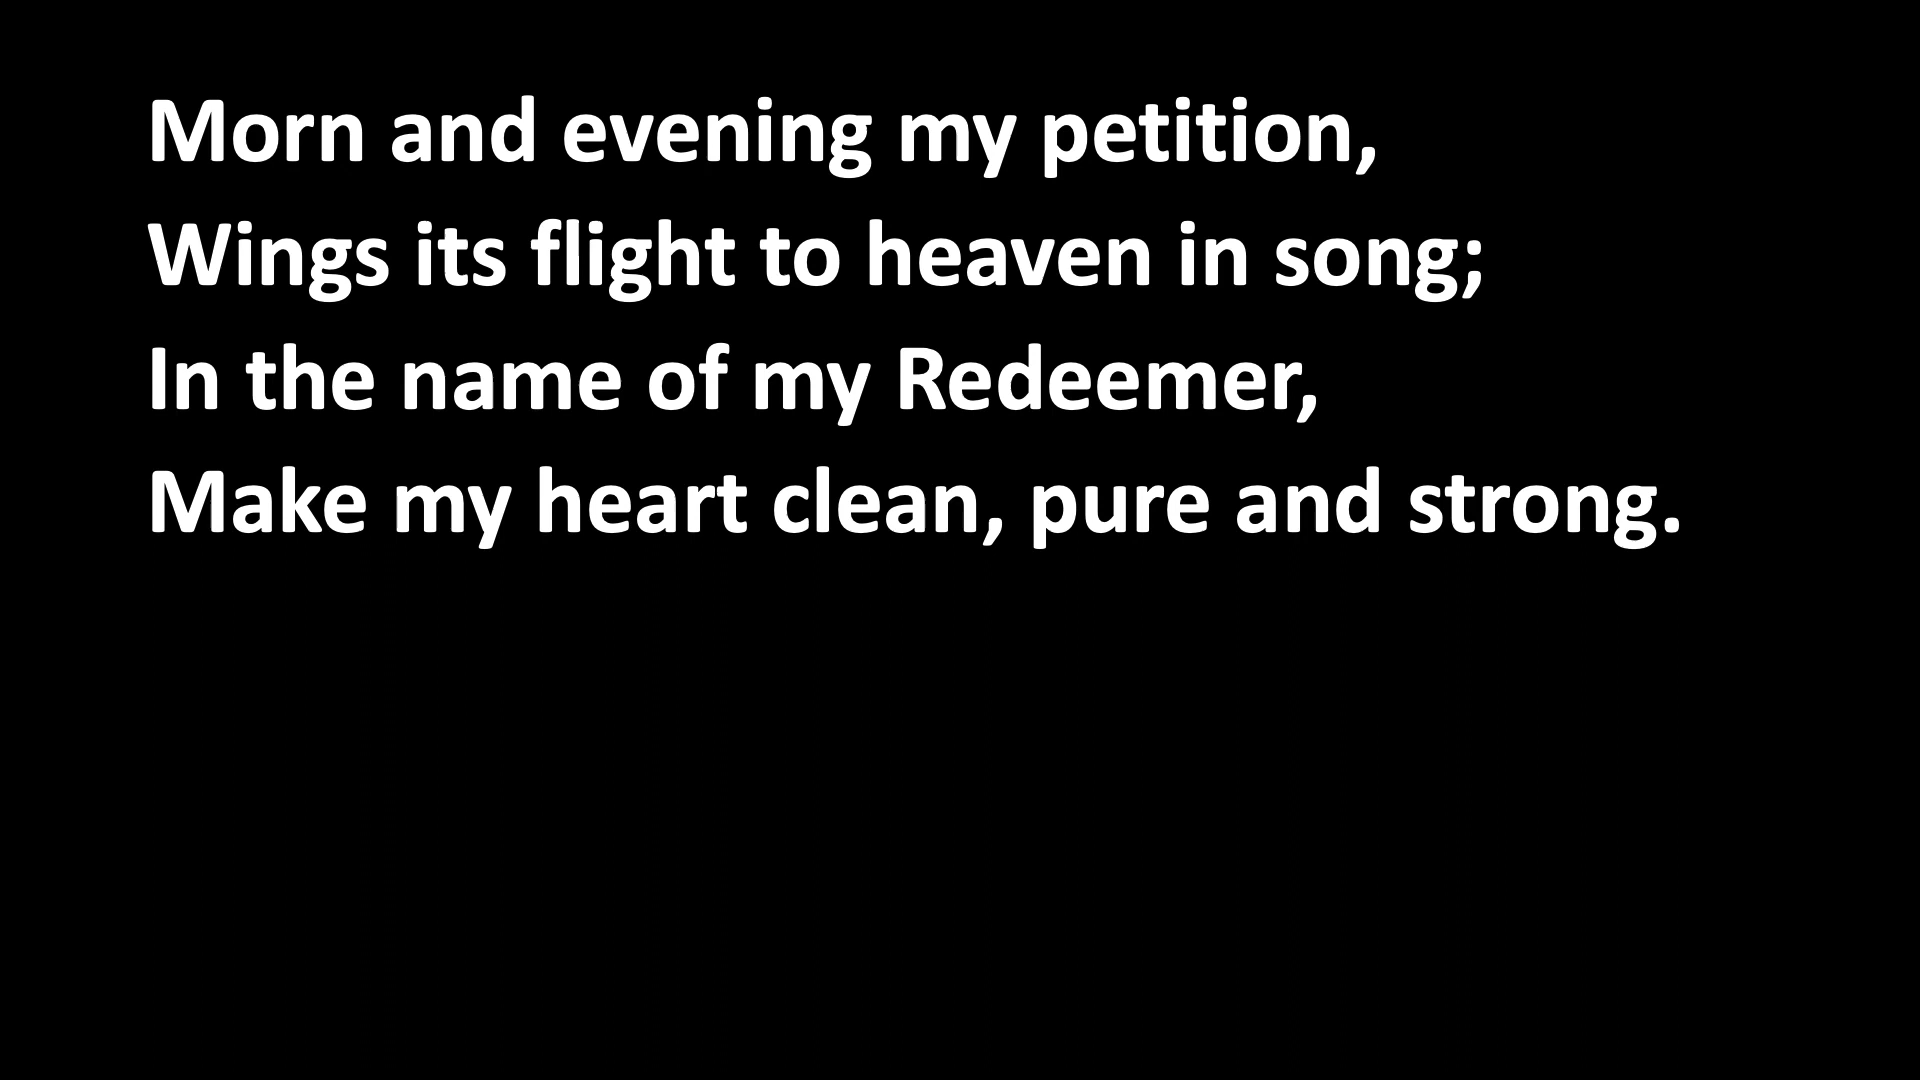 Morn and evening my petition,
Wings its flight to heaven in song;
In the name of my Redeemer,
Make my heart clean, pure and strong.